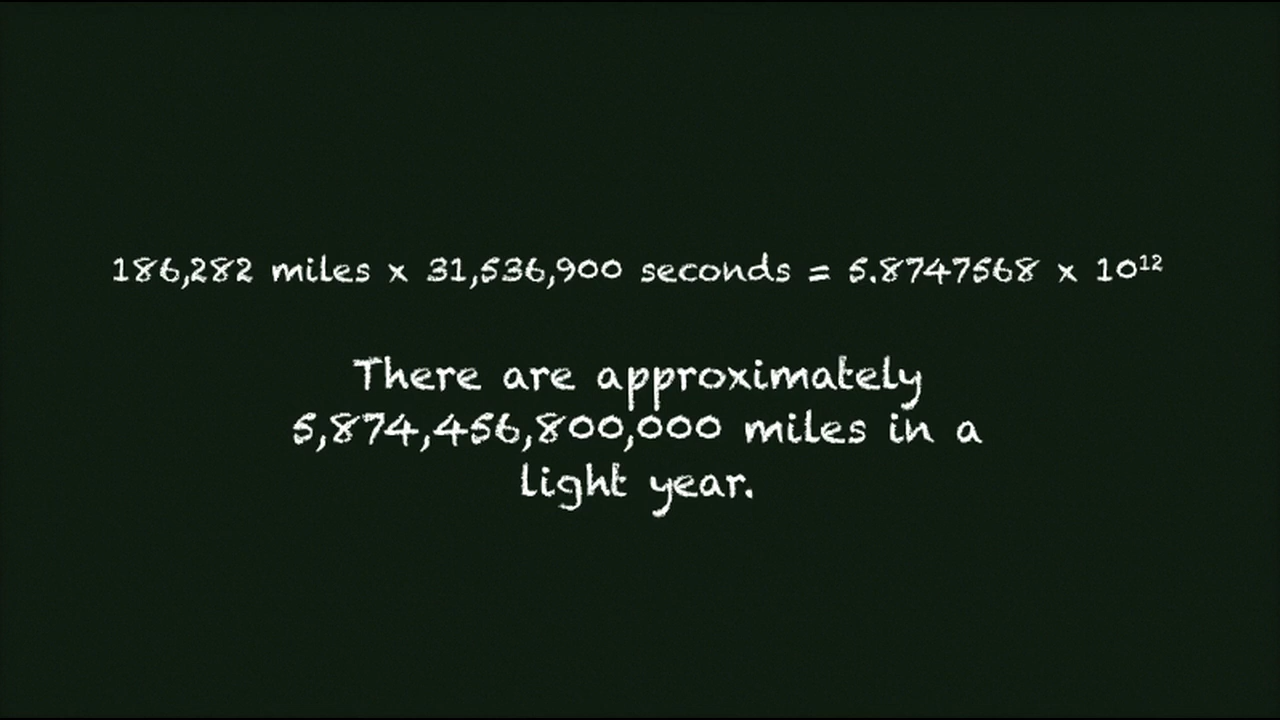 186,282 miles x 31,536,900 seconds = 5.8747568 x 10¹²
There are approximately
5,874,456,800,000 miles in a
light year.